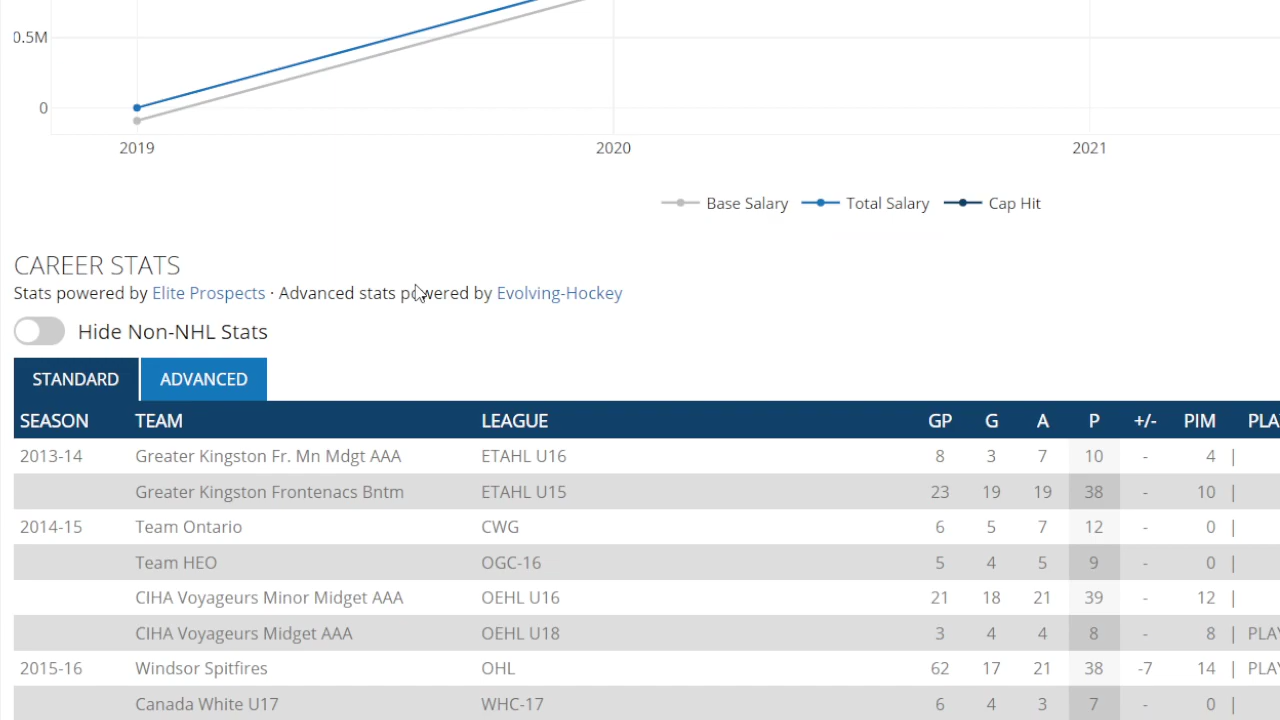 0.5M
0
2019 2020 2021
Base Salary Total Salary Cap Hit
CAREER STATS
Stats powered by Elite Prospects · Advanced stats powered by Evolving-Hockey
Hide Non-NHL Stats
STANDARD ADVANCED
SEASON TEAM LEAGUE GP G A P +/- PIM PLA
2013-14 Greater Kingston Fr. Mn Mdgt AAA ETAHL U16 8 3 7 10 - 4 |
Greater Kingston Frontenacs Bntm ETAHL U15 23 19 19 38 - 10 |
2014-15 Team Ontario CWG 6 5 7 12 - 0 |
Team HEO OGC-16 5 4 5 9 - 0 |
CIHA Voyageurs Minor Midget AAA OEHL U16 21 18 21 39 - 12 |
CIHA Voyageurs Midget AAA OEHL U18 3 4 4 8 - 8 | PLA
2015-16 Windsor Spitfires OHL 62 17 21 38 -7 14 | PLA
Canada White U17 WHC-17 6 4 3 7 - 0 |